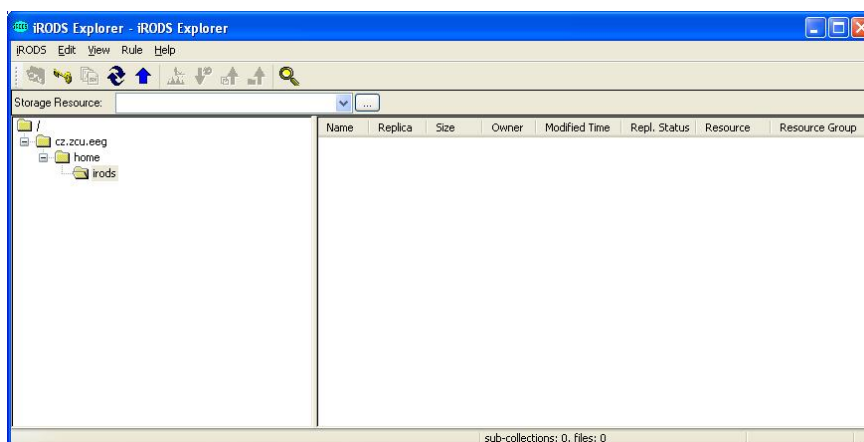 iRODS Explorer - iRODS Explorer
iRODS Edit View Rule Help
Storage Resource: ...
/
cz.zcu.eeg
home
irods
Name Replica Size Owner Modified Time Repl. Status Resource Resource Group
sub-collections: 0, files: 0